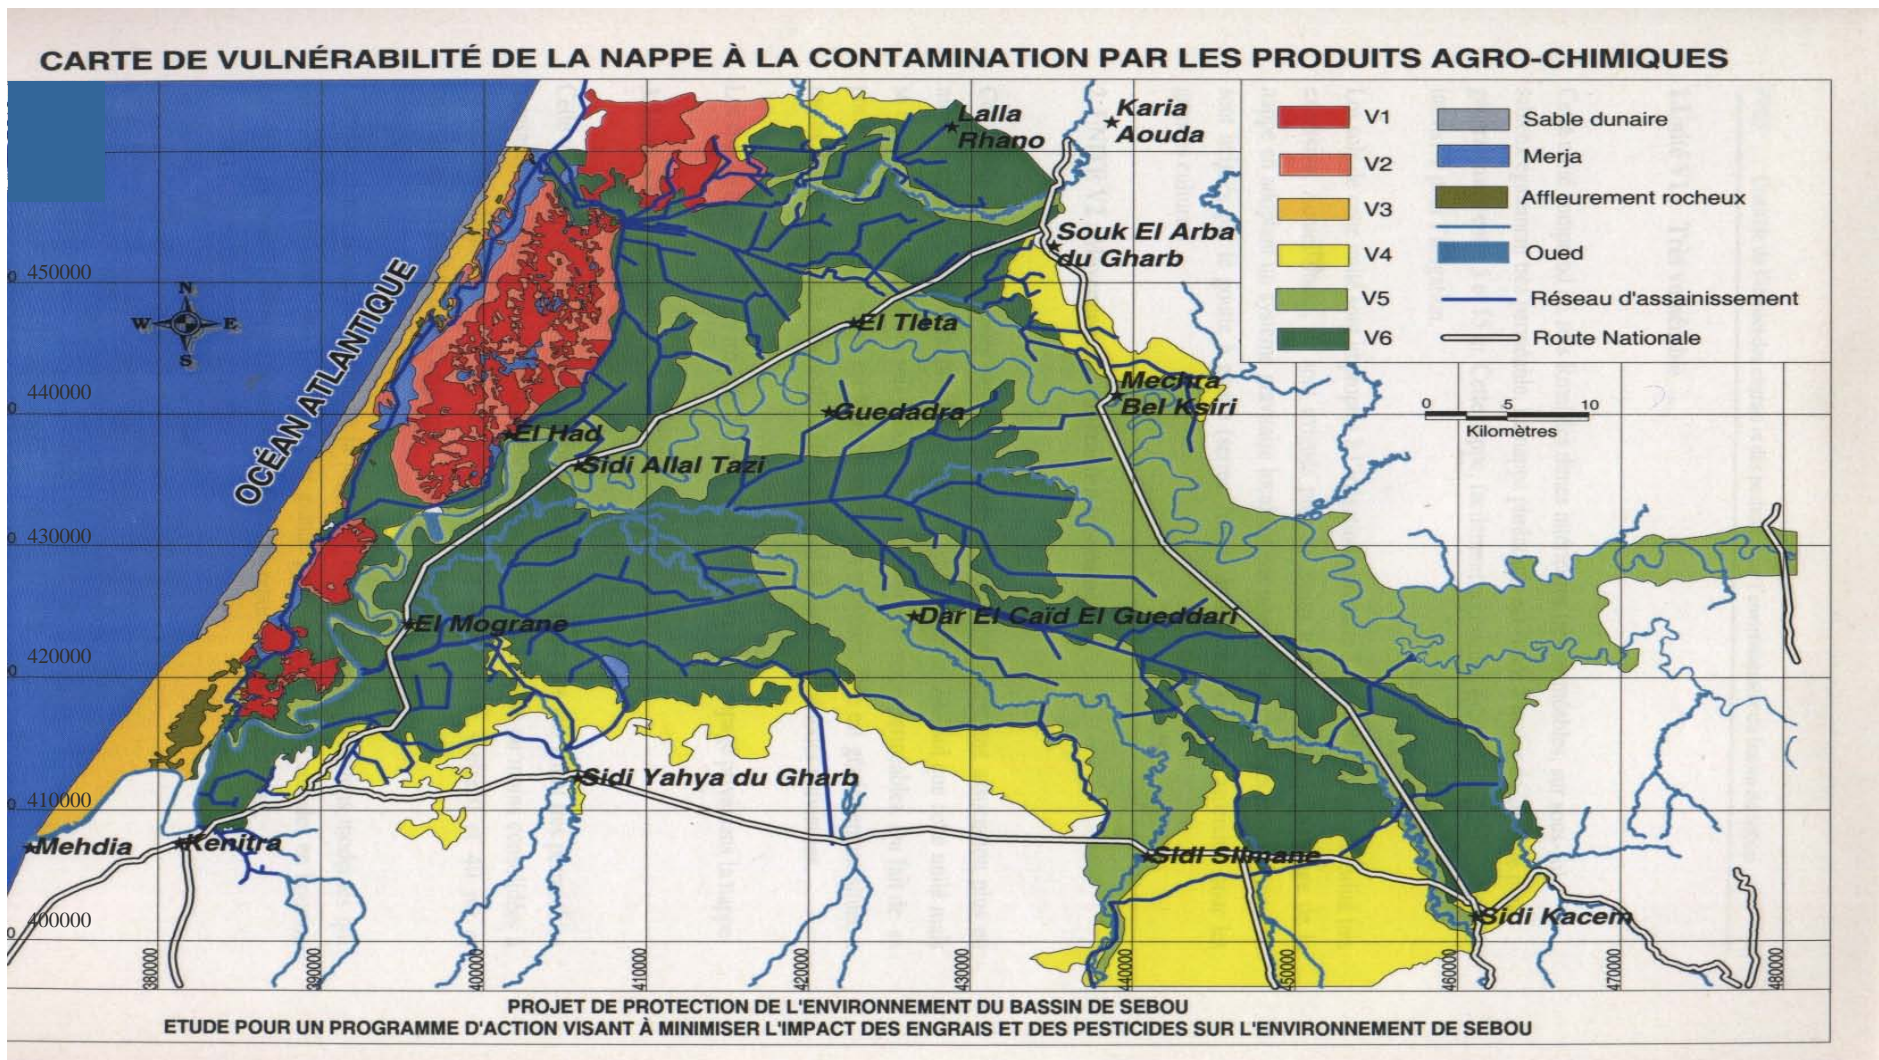 CARTE DE VULNÉRABILITÉ DE LA NAPPE À LA CONTAMINATION PAR LES PRODUITS AGRO-CHIMIQUES
V1
V2
V3
V4
V5
V6
Sable dunaire
Merja
Affleurement rocheux
Oued
Réseau d'assainissement
Route Nationale
0 5 10
Kilomètres
Lalla
Rhano
Karia
Aouda
Souk El Arba
du Gharb
450000
N
W E
S
OCÉAN ATLANTIQUE
El Tleta
440000
Mechra
Bel Ksiri
Guedadra
El Had
Sidi Allal Tazi
430000
Dar El Caïd El Gueddari
El Mograne
420000
Sidi Yahya du Gharb
410000
Mehdia
Kenitra
Sidi Slimane
Sidi Kacem
400000
380000
390000
400000
410000
420000
430000
440000
450000
460000
470000
480000
PROJET DE PROTECTION DE L'ENVIRONNEMENT DU BASSIN DE SEBOU
ETUDE POUR UN PROGRAMME D'ACTION VISANT À MINIMISER L'IMPACT DES ENGRAIS ET DES PESTICIDES SUR L'ENVIRONNEMENT DE SEBOU